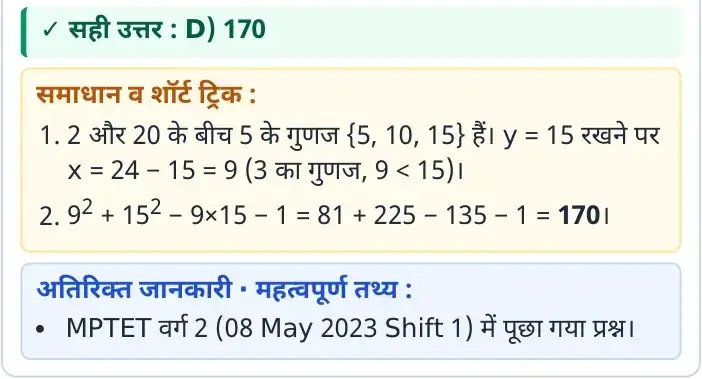 ✓ सही उत्तर : D) 170
समाधान व शॉर्ट ट्रिक :
1. 2 और 20 के बीच 5 के गुणज {5, 10, 15} हैं। y = 15 रखने पर
x = 24 − 15 = 9 (3 का गुणज, 9 < 15)।
2. 9² + 15² − 9×15 − 1 = 81 + 225 − 135 − 1 = 170।
अतिरिक्त जानकारी · महत्वपूर्ण तथ्य :
• MPTET वर्ग 2 (08 May 2023 Shift 1) में पूछा गया प्रश्न।